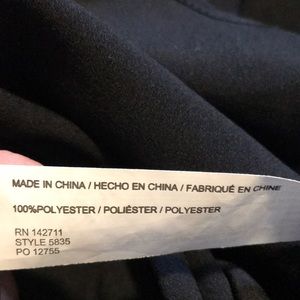 MADE IN CHINA / HECHO EN CHINA / FABRIQUÉ EN CHINE
100%POLYESTER / POLIÉSTER / POLYESTER
RN 142711
STYLE 5835
PO 12755